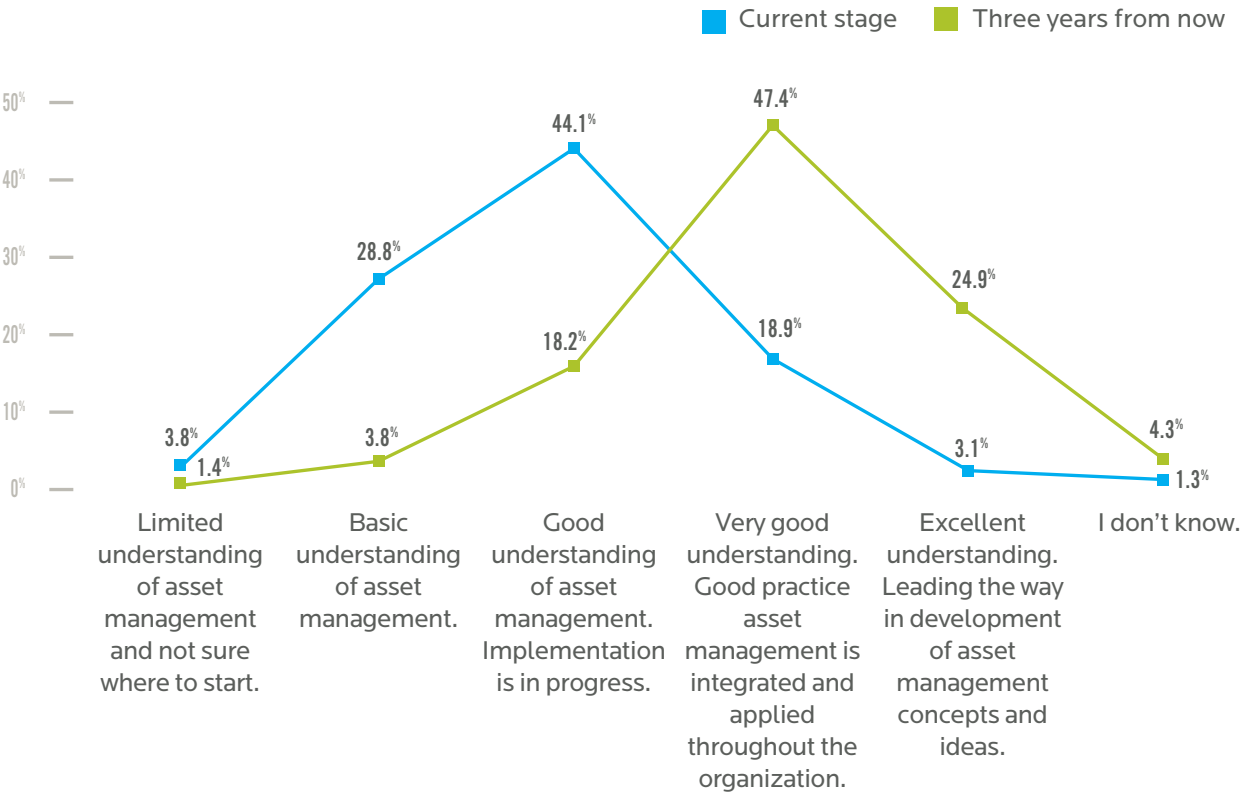 Current stage
Three years from now
50%
40%
30%
20%
10%
0%
3.8%
1.4%
28.8%
3.8%
44.1%
18.2%
47.4%
18.9%
24.9%
3.1%
4.3%
1.3%
Limited
understanding
of asset
management
and not sure
where to start.
Basic
understanding
of asset
management.
Good
understanding
of asset
management.
Implementation
is in progress.
Very good
understanding.
Good practice
asset
management is
integrated and
applied
throughout the
organization.
Excellent
understanding.
Leading the way
in development
of asset
management
concepts and
ideas.
I don’t know.